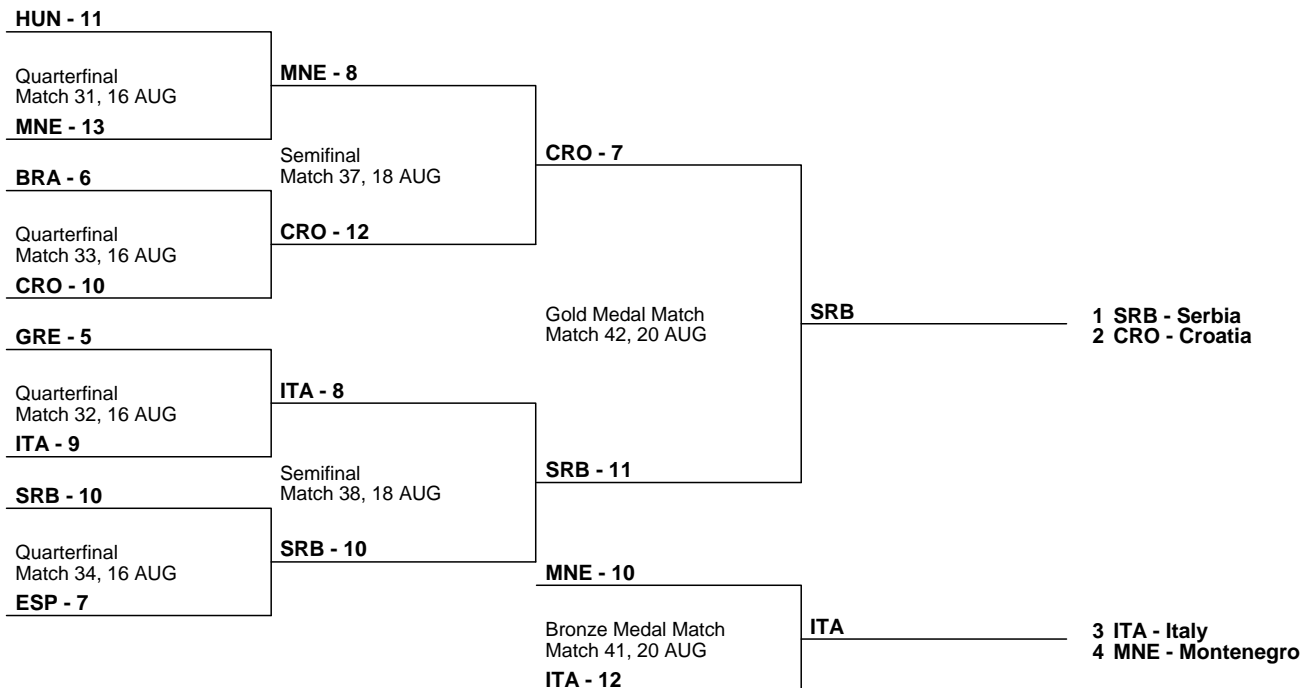 HUN - 11
Quarterfinal
Match 31, 16 AUG
MNE - 13
BRA - 6
Quarterfinal
Match 33, 16 AUG
CRO - 10
GRE - 5
Quarterfinal
Match 32, 16 AUG
ITA - 9
SRB - 10
Quarterfinal
Match 34, 16 AUG
ESP - 7
MNE - 8
Semifinal
Match 37, 18 AUG
CRO - 12
ITA - 8
Semifinal
Match 38, 18 AUG
SRB - 10
CRO - 7
Gold Medal Match
Match 42, 20 AUG
SRB - 11
MNE - 10
Bronze Medal Match
Match 41, 20 AUG
ITA - 12
SRB
ITA
1 SRB - Serbia
2 CRO - Croatia
3 ITA - Italy
4 MNE - Montenegro